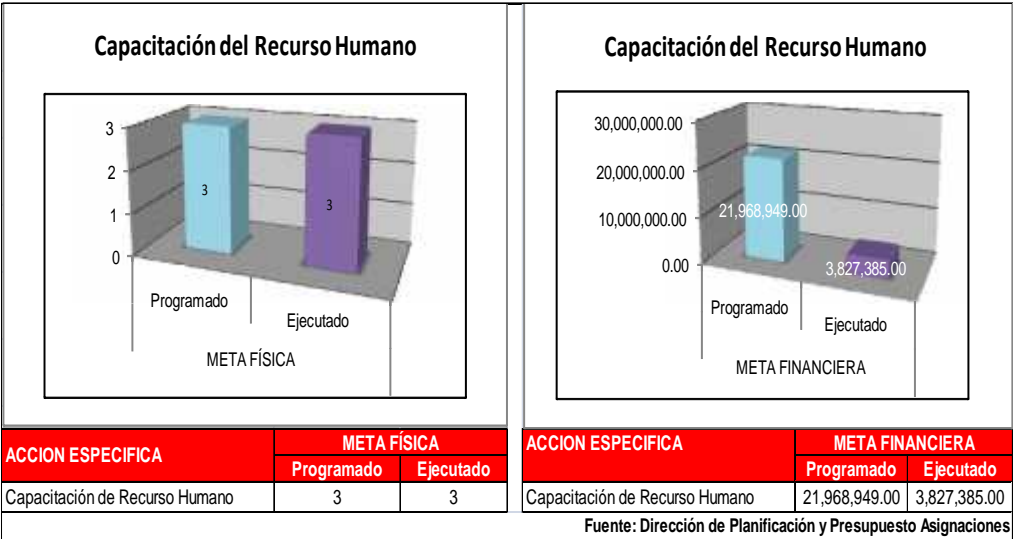 Capacitación del Recurso Humano
3
2
1
0
3
3
Programado
Ejecutado
META FÍSICA
Capacitación del Recurso Humano
30,000,000.00
20,000,000.00
10,000,000.00
0.00
21,968,949.00
3,827,385.00
Programado
Ejecutado
META FINANCIERA
ACCION ESPECIFICA META FÍSICA
Programado Ejecutado
Capacitación de Recurso Humano 3 3
ACCION ESPECIFICA META FINANCIERA
Programado Ejecutado
Capacitación de Recurso Humano 21,968,949.00 3,827,385.00
Fuente: Dirección de Planificación y Presupuesto Asignaciones